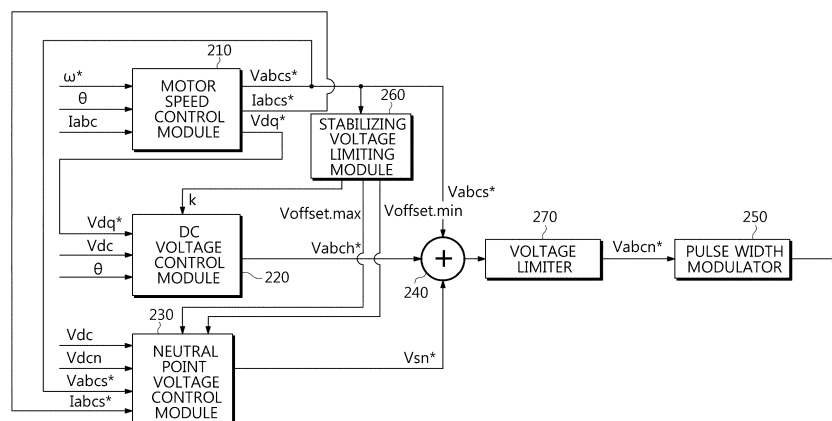 210
ω*
θ
Iabc
MOTOR
SPEED
CONTROL
MODULE
Vabcs*
Iabcs*
Vdq*
260
STABILIZING
VOLTAGE
LIMITING
MODULE
k
Voffset.max
Voffset.min
Vabcs*
Vdq*
Vdc
θ
DC
VOLTAGE
CONTROL
MODULE
220
Vabch*
+
240
270
VOLTAGE
LIMITER
Vabcn*
250
PULSE WIDTH
MODULATOR
230
Vdc
Vdcn
Vabcs*
Iabcs*
NEUTRAL
POINT
VOLTAGE
CONTROL
MODULE
Vsn*